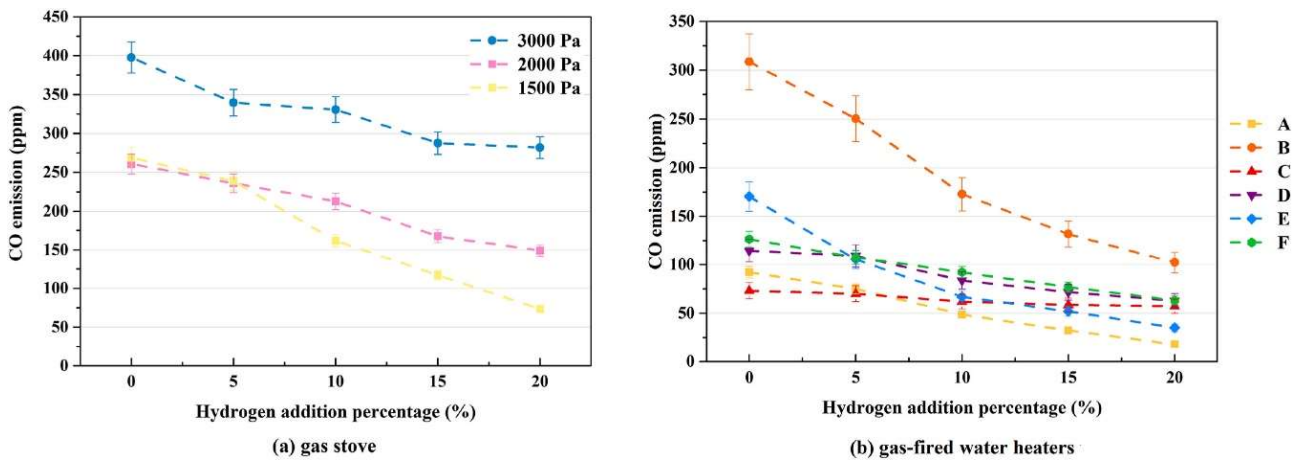 450
400
350
300
250
200
150
100
50
0
CO emission (ppm)
3000 Pa
2000 Pa
1500 Pa
0 5 10 15 20
Hydrogen addition percentage (%)
(a) gas stove
350
300
250
200
150
100
50
0
CO emission (ppm)
0 5 10 15 20
Hydrogen addition percentage (%)
(b) gas-fired water heaters
A
B
C
D
E
F